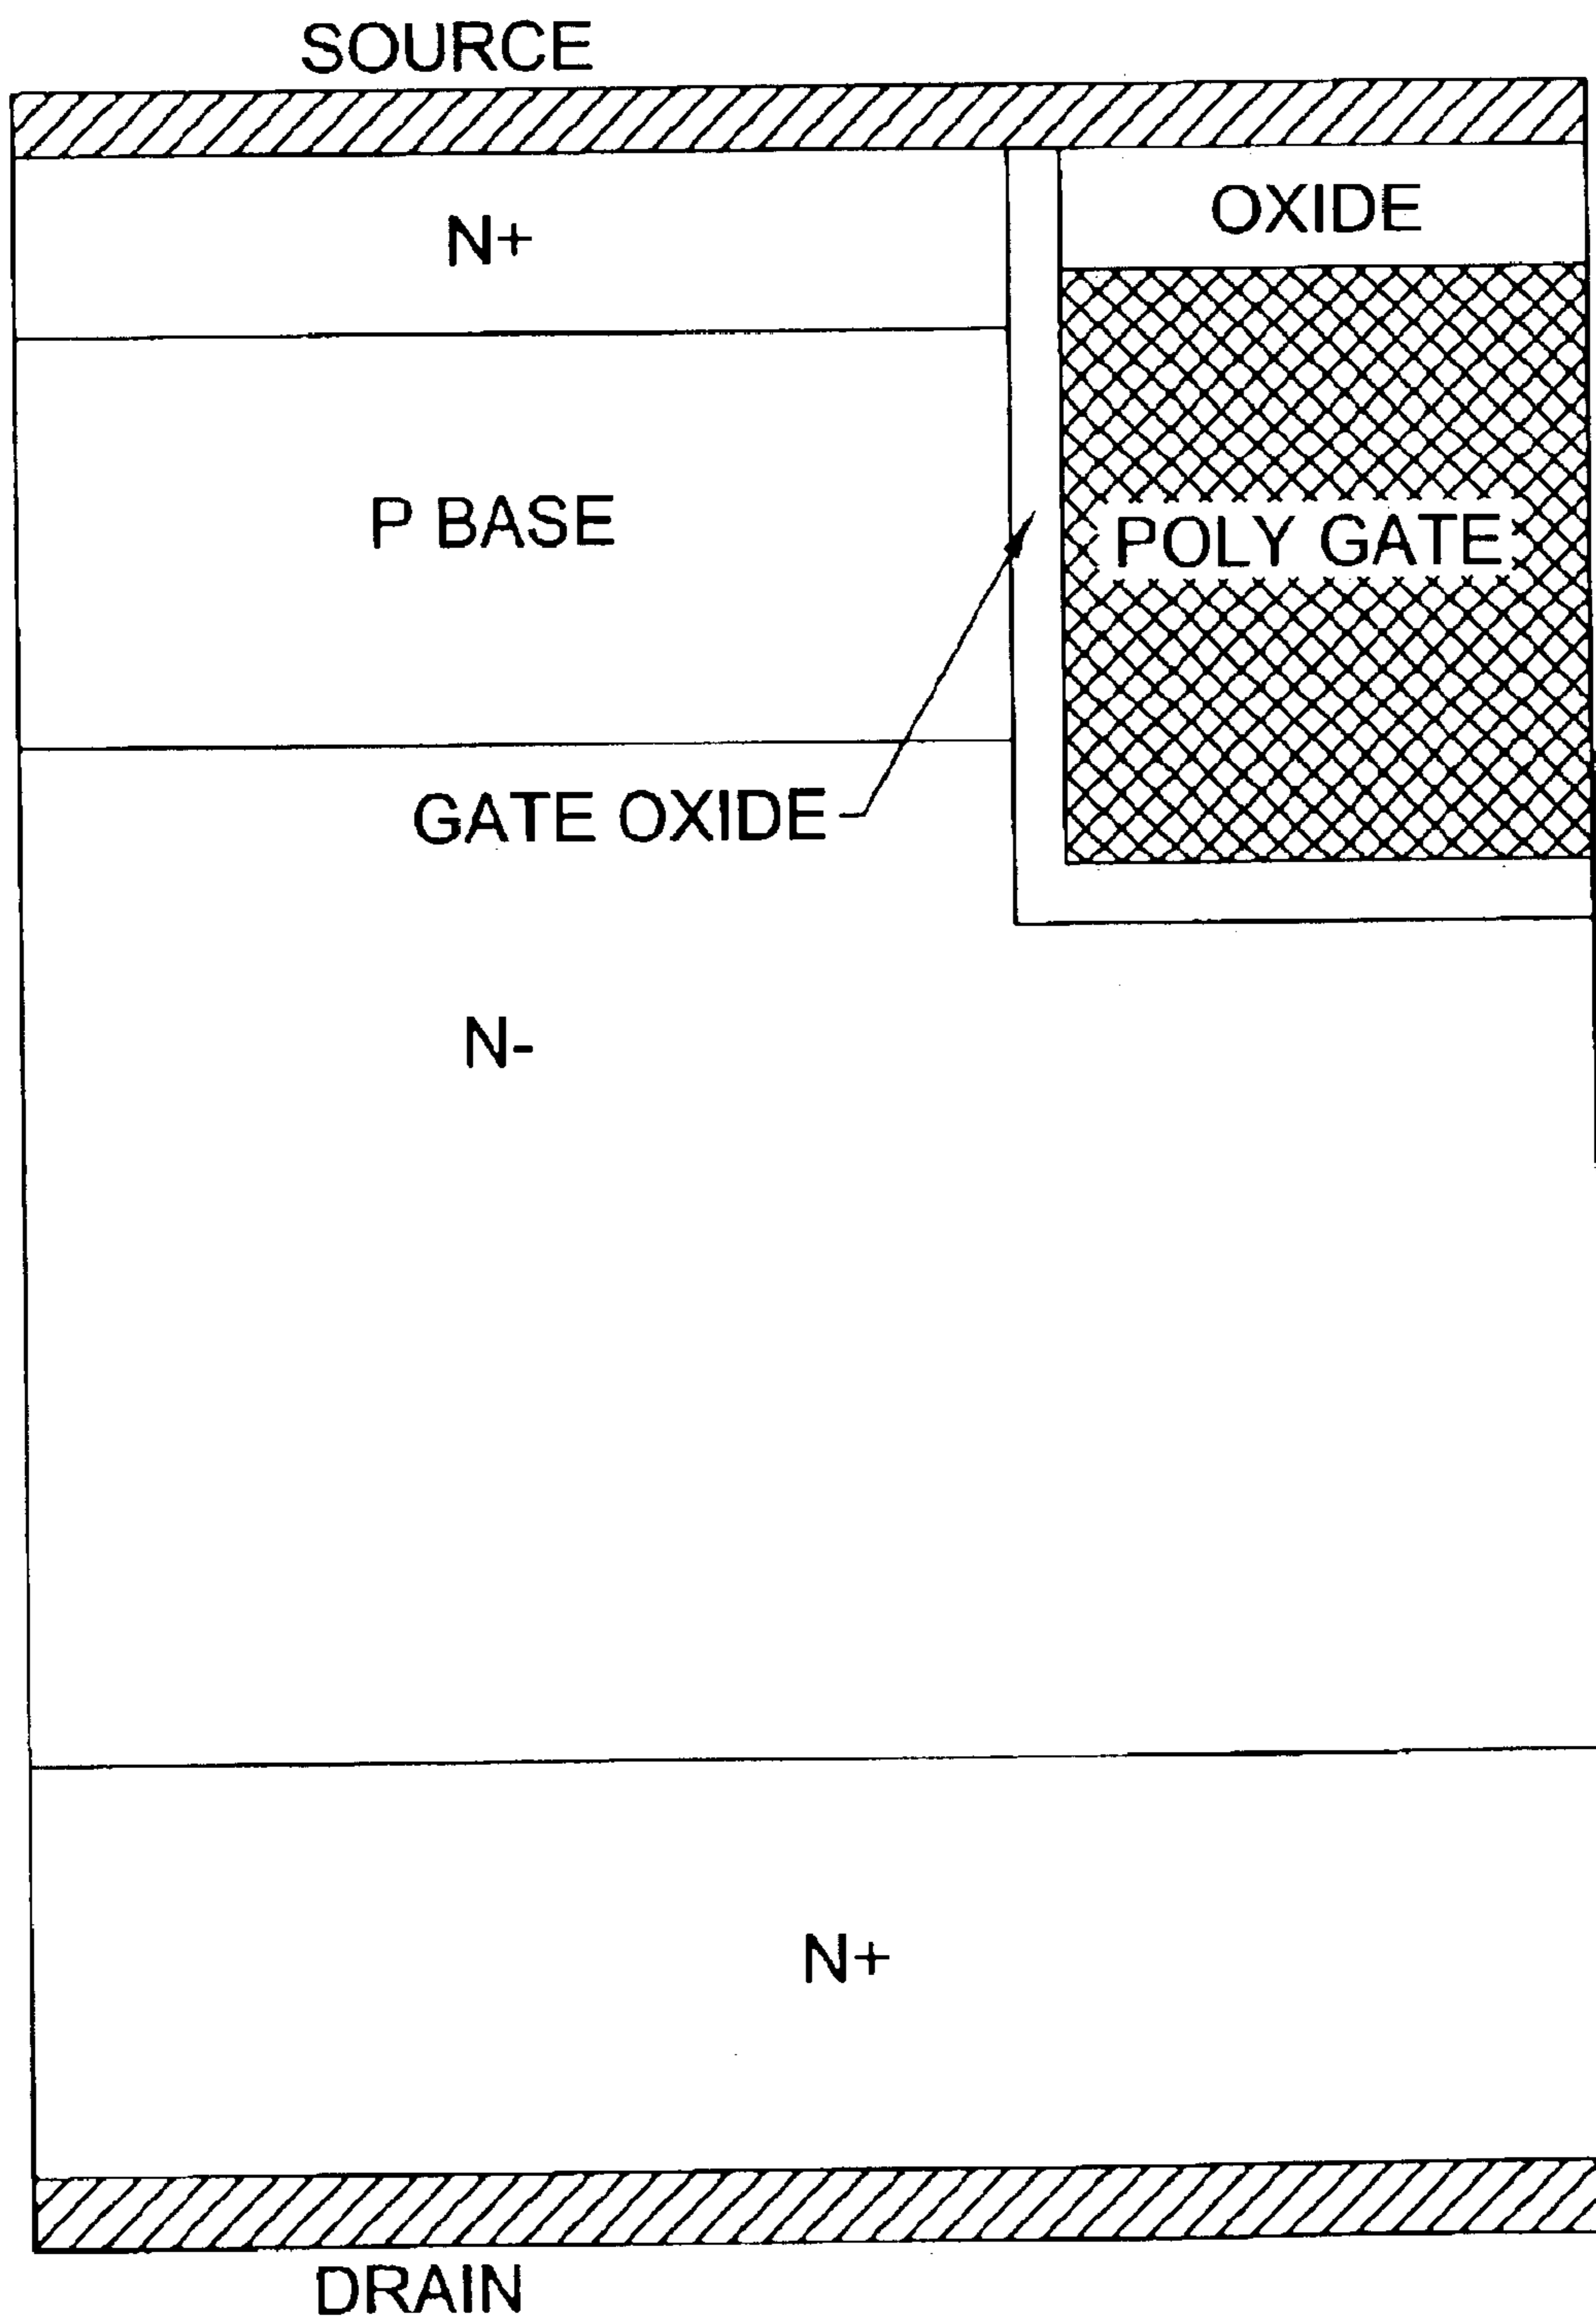 SOURCE
N+
OXIDE
P BASE
POLY GATE
GATE OXIDE
N-
N+
DRAIN